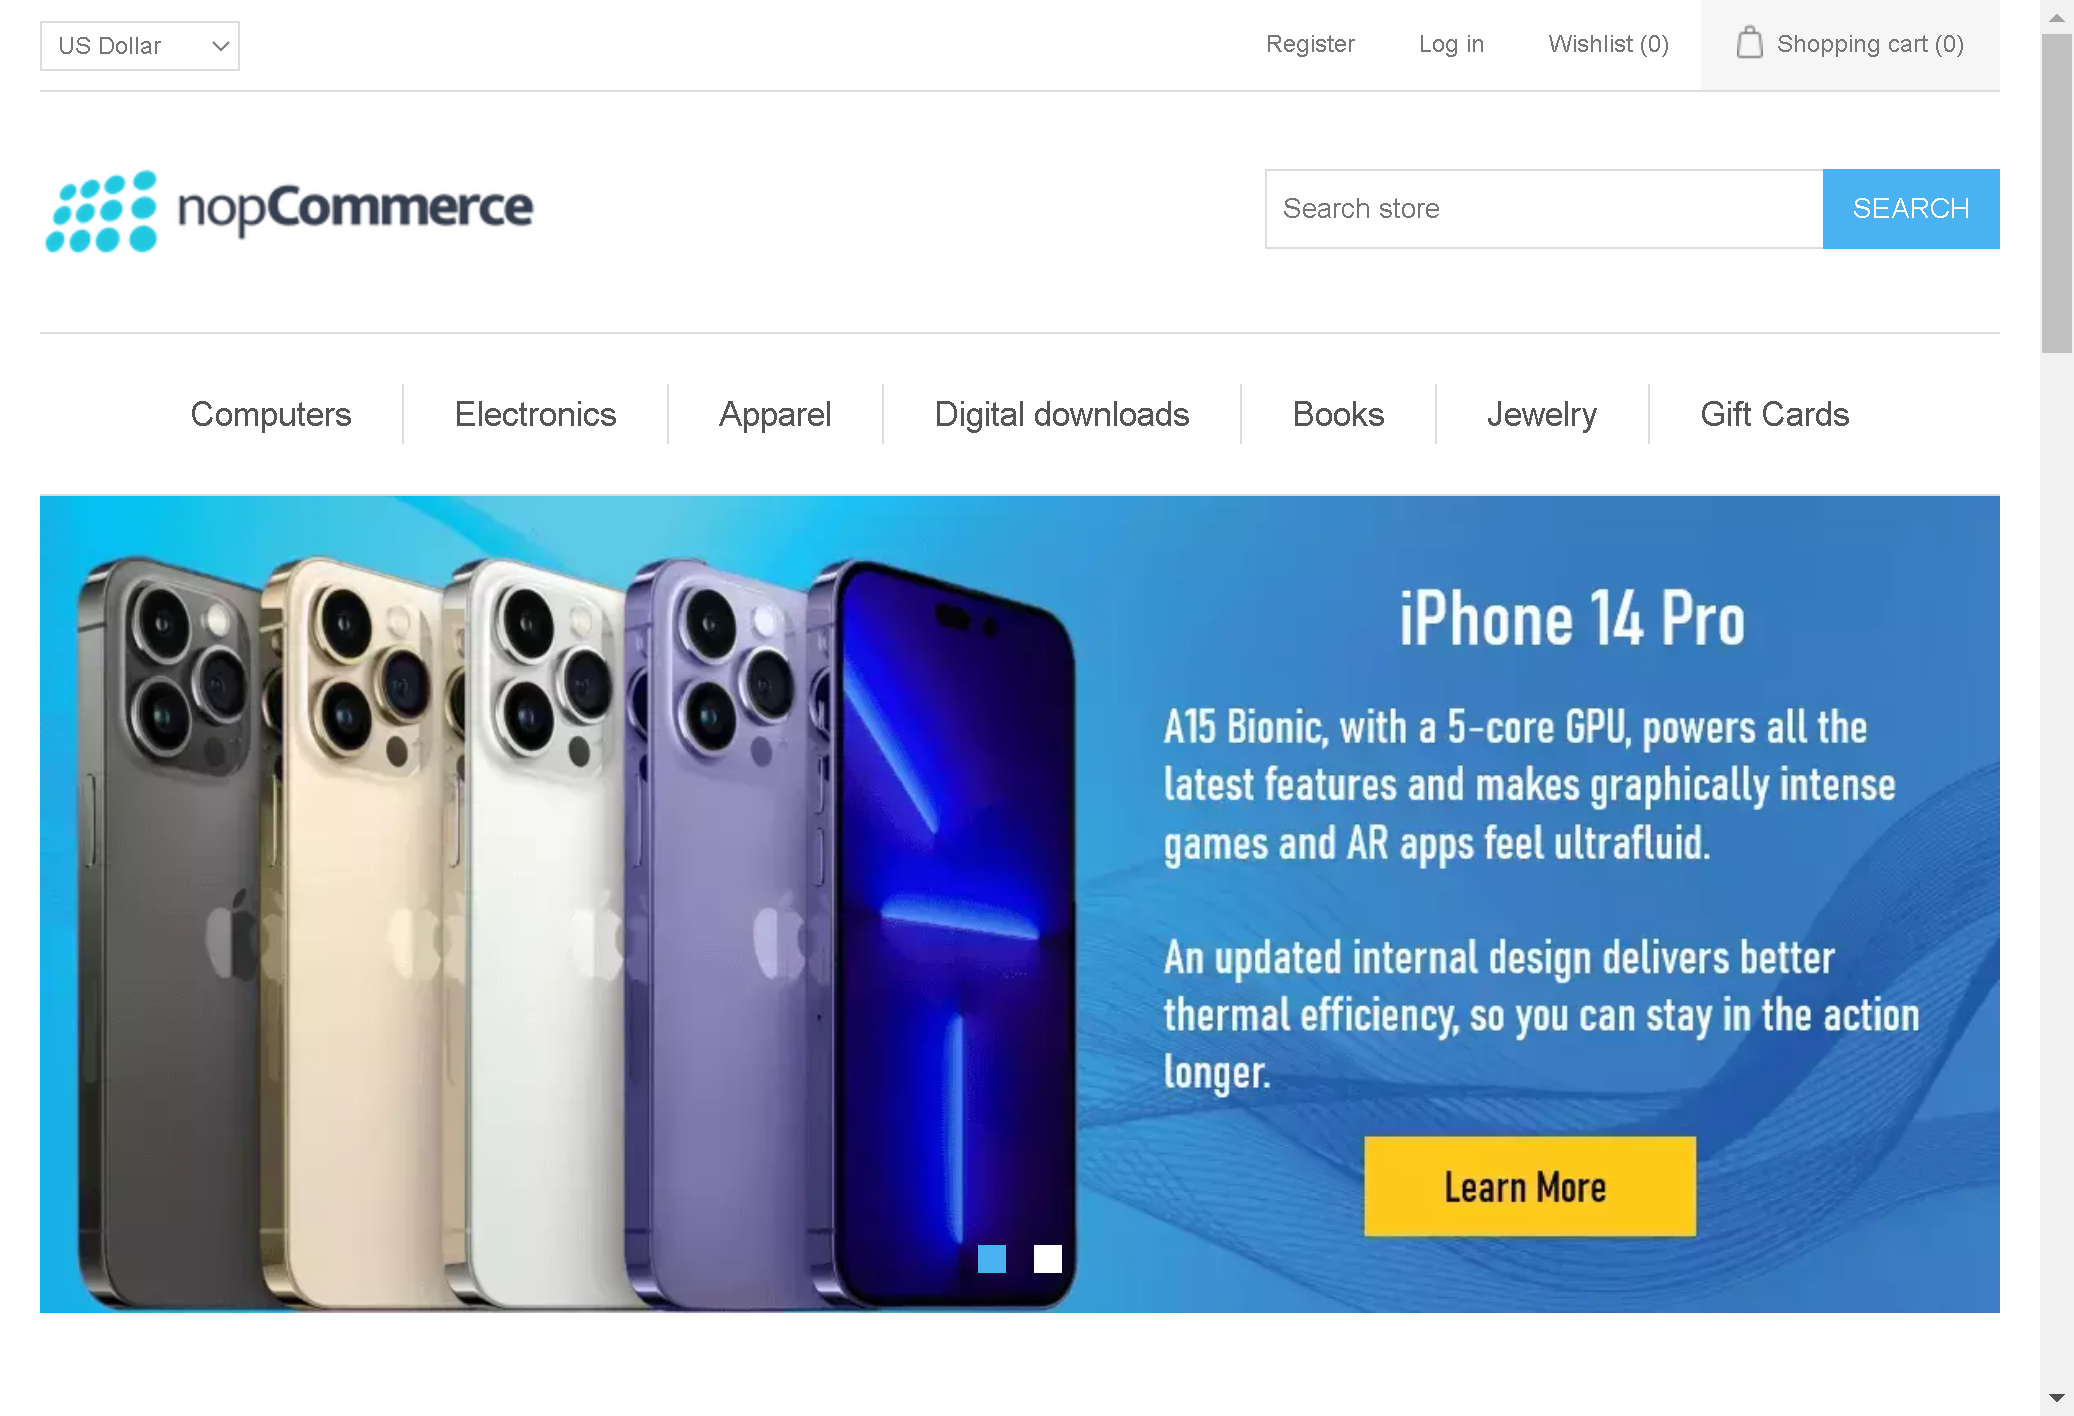 US Dollar
Register
Log in
Wishlist (0)
Shopping cart (0)
nopCommerce
Search store
SEARCH
Computers
Electronics
Apparel
Digital downloads
Books
Jewelry
Gift Cards
iPhone 14 Pro
A15 Bionic, with a 5-core GPU, powers all the
latest features and makes graphically intense
games and AR apps feel ultrafluid.
An updated internal design delivers better
thermal efficiency, so you can stay in the action
longer.
Learn More